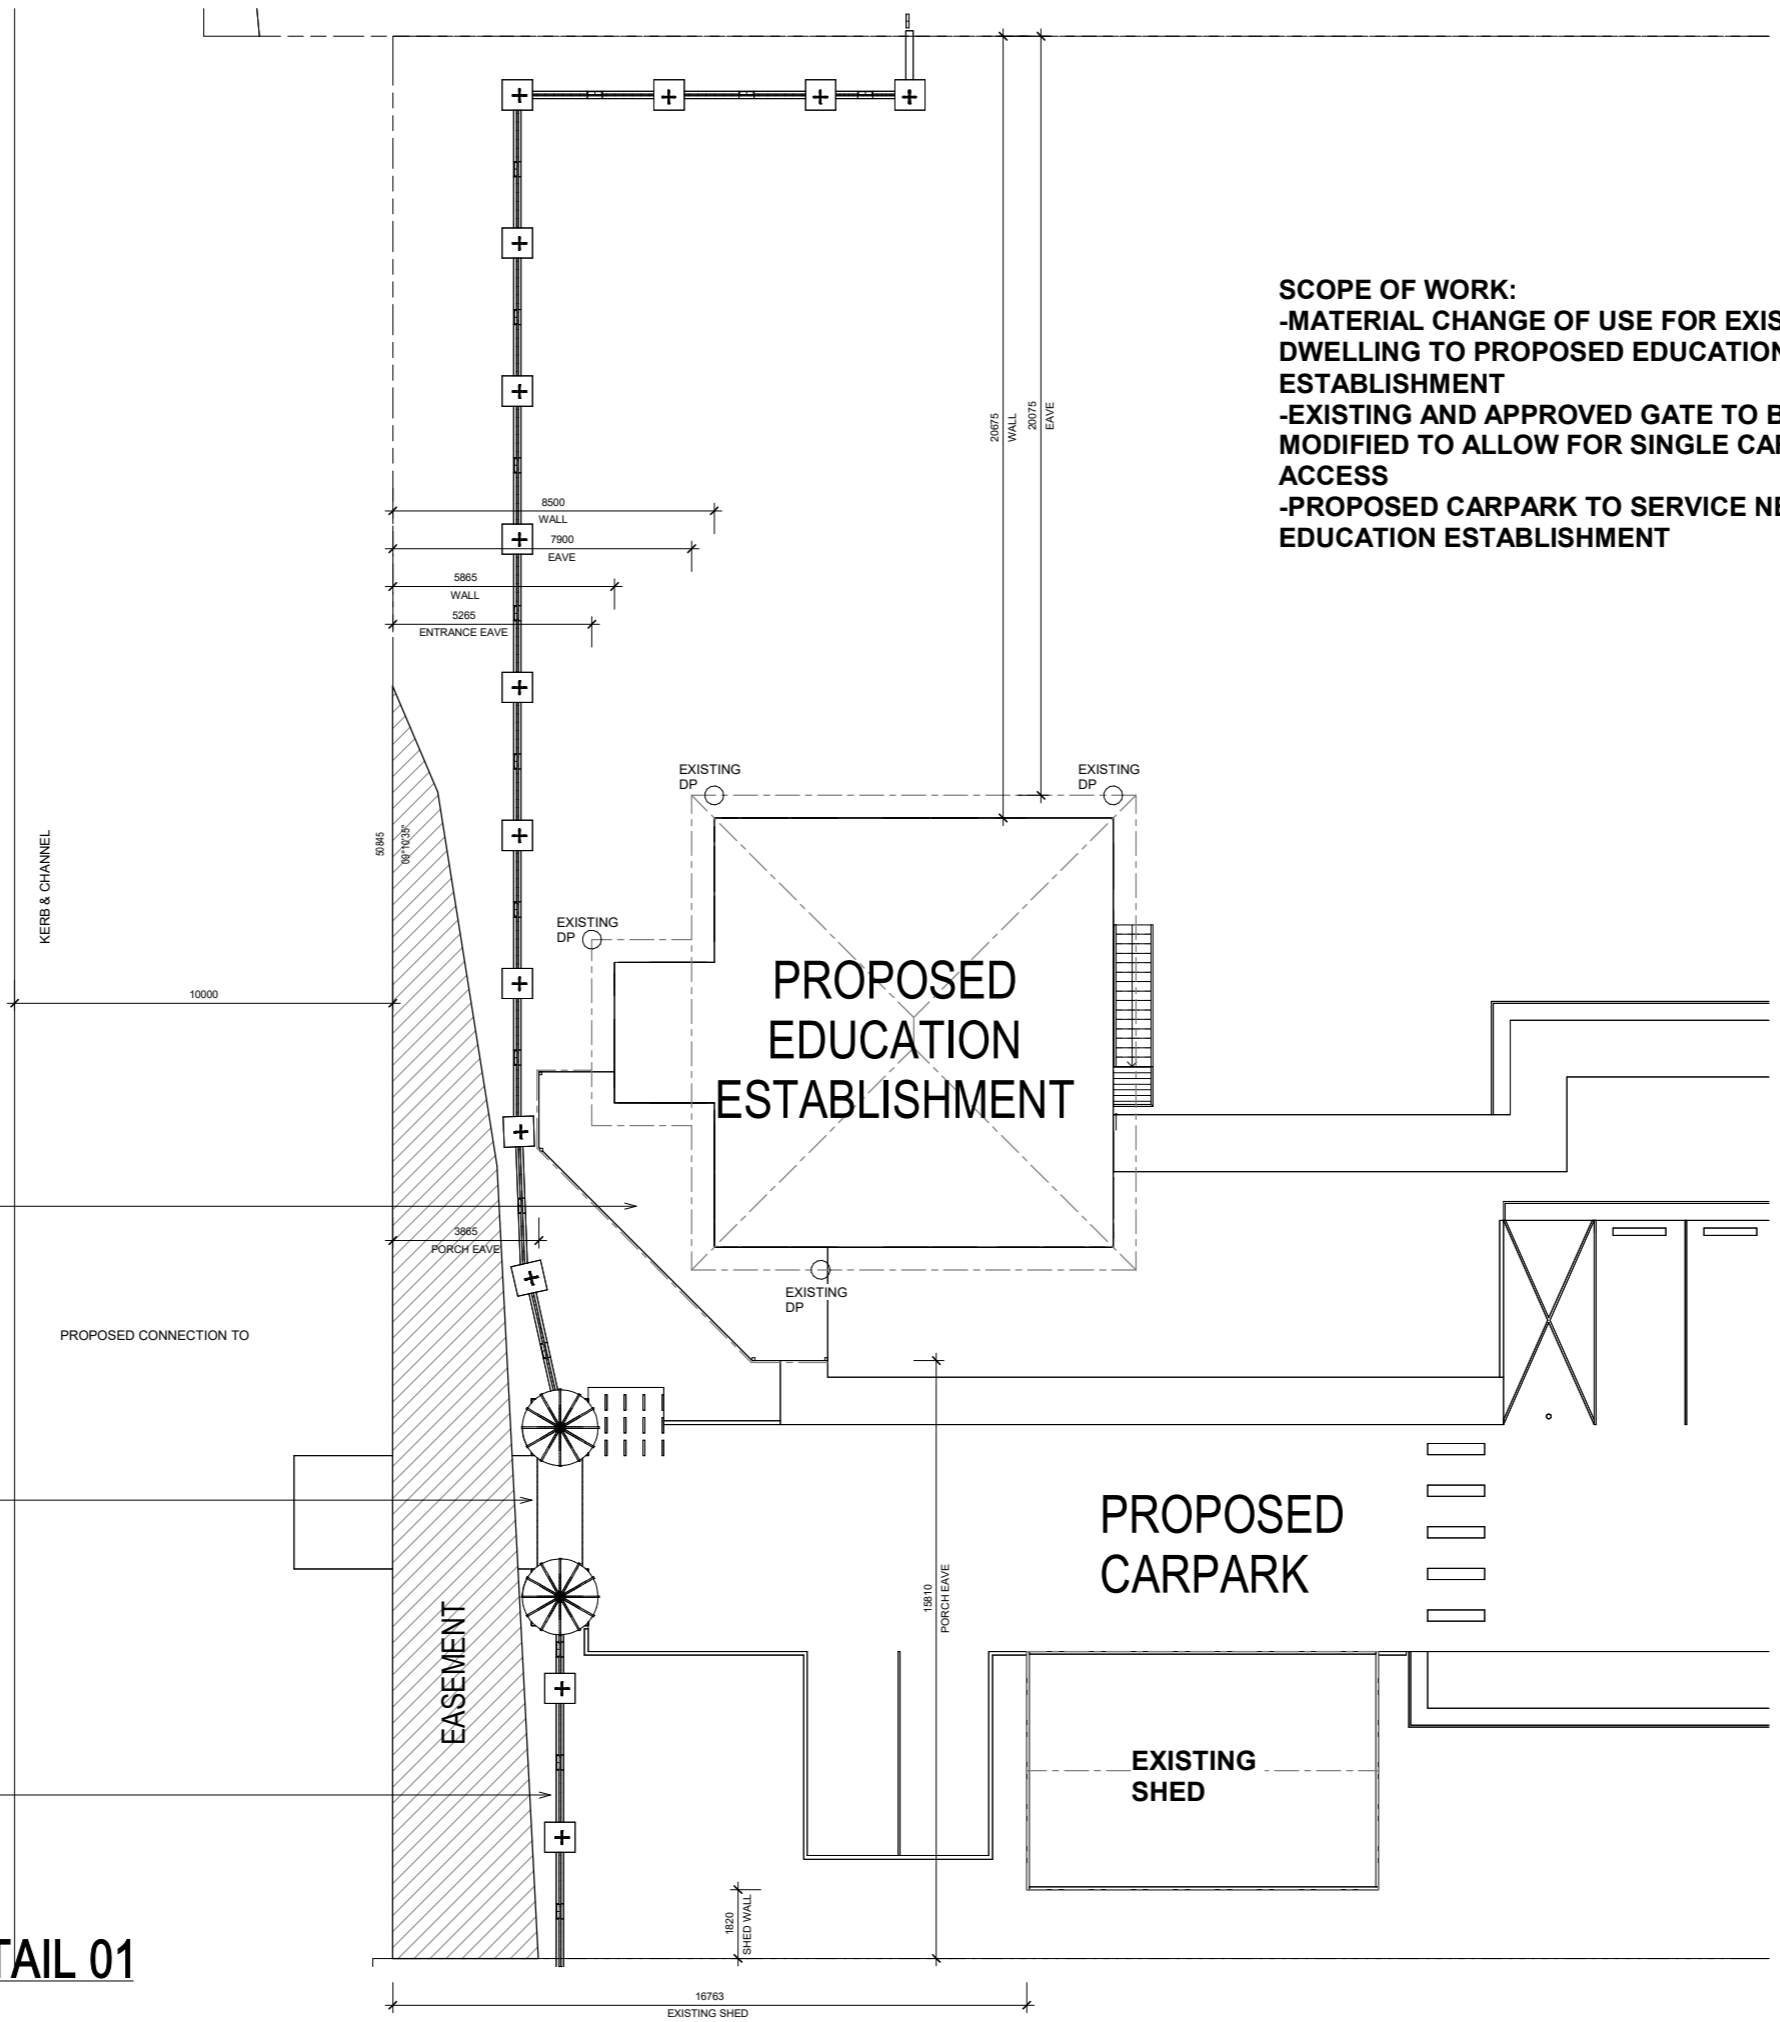 SCOPE OF WORK:
-MATERIAL CHANGE OF USE FOR EXIS
DWELLING TO PROPOSED EDUCATION
ESTABLISHMENT
-EXISTING AND APPROVED GATE TO B
MODIFIED TO ALLOW FOR SINGLE CAR
ACCESS
-PROPOSED CARPARK TO SERVICE NE
EDUCATION ESTABLISHMENT
20675
WALL
20075
EAVE
8500
WALL
7900
EAVE
5865
WALL
5265
ENTRANCE EAVE
EXISTING
DP
EXISTING
DP
KERB & CHANNEL
50845
EXISTING
DP
10000
PROPOSED
EDUCATION
ESTABLISHMENT
3865
PORCH EAVE
EXISTING
DP
PROPOSED CONNECTION TO
PROPOSED
CARPARK
15810
PORCH EAVE
EASEMENT
EXISTING
SHED
1820
SHED WALL
TAIL 01
16763
EXISTING SHED